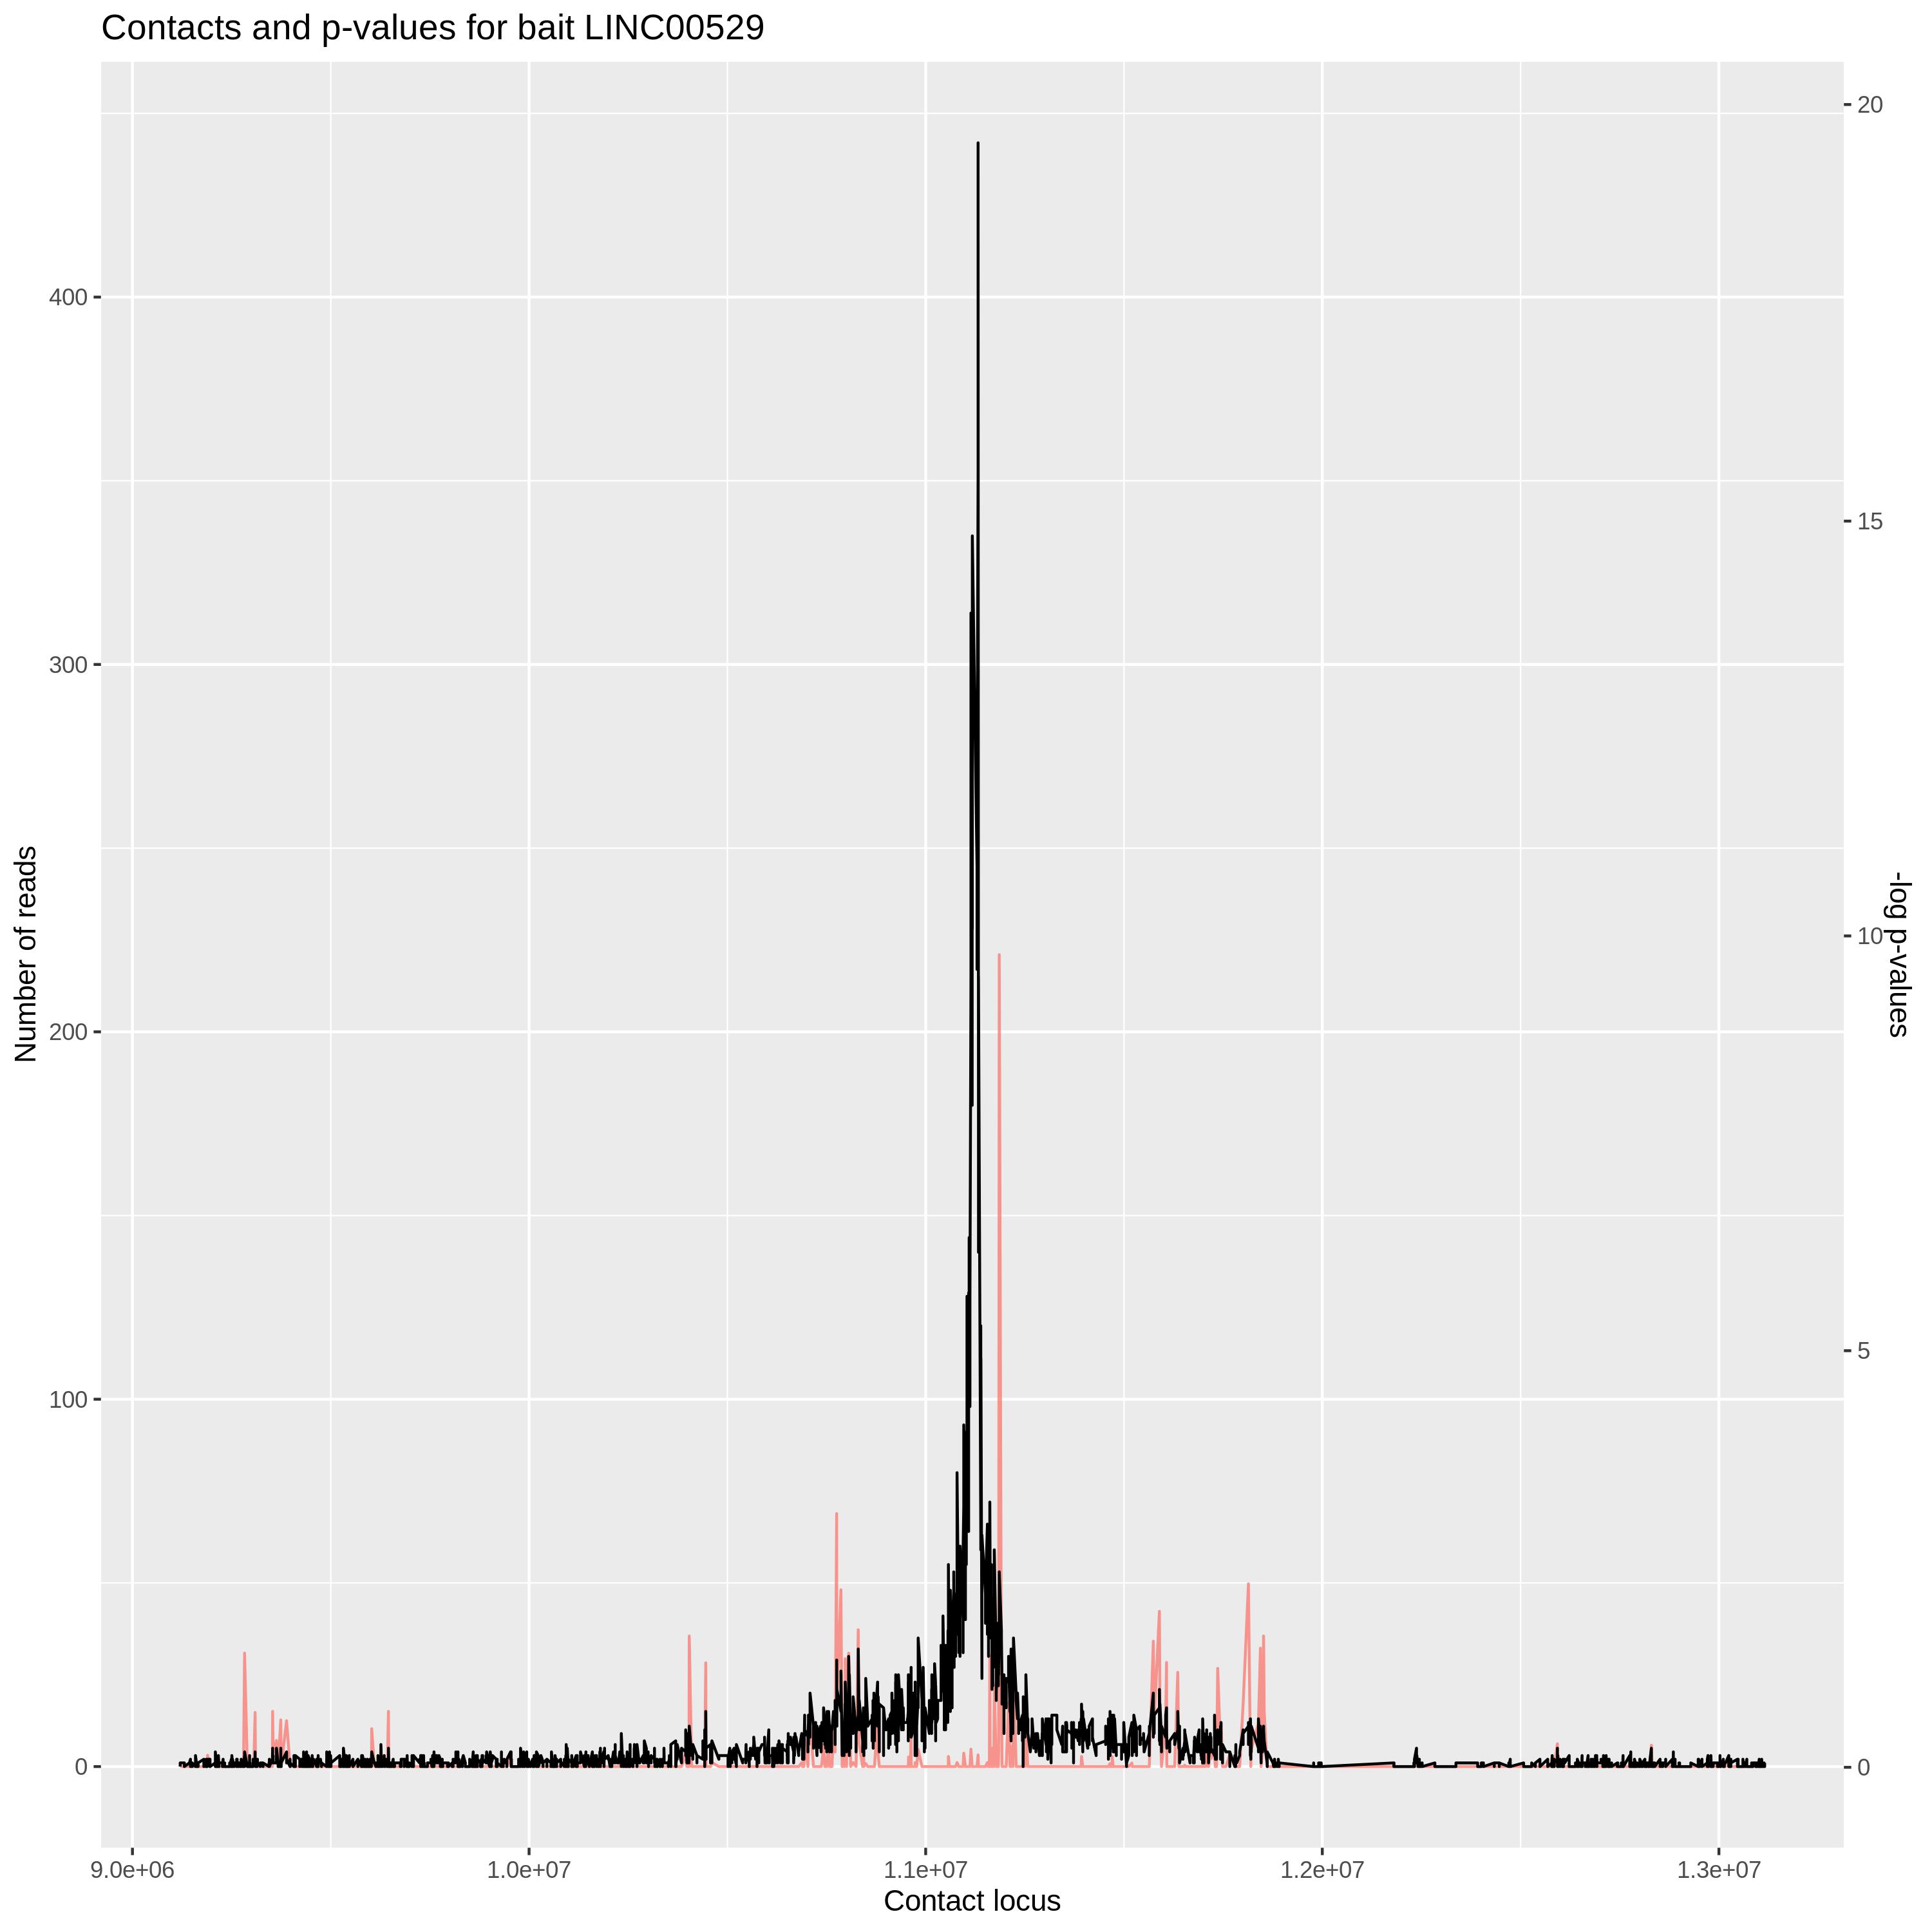 Contacts and p-values for bait LINC00529
Number of reads
400
300
200
100
0
20
15
10
5
0
-log p-values
9.0e+06
1.0e+07
1.1e+07
1.2e+07
1.3e+07
Contact locus